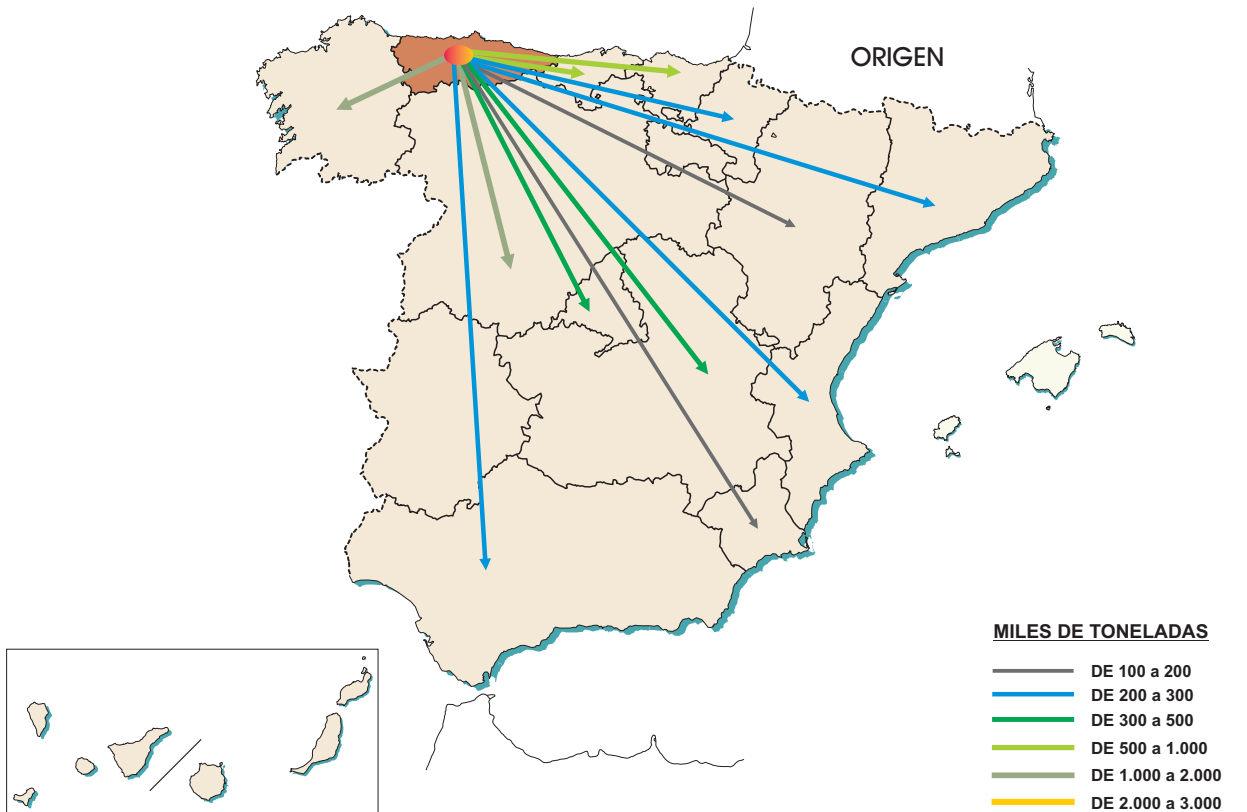 ORIGEN
MILES DE TONELADAS
DE 100 a 200
DE 200 a 300
DE 300 a 500
DE 500 a 1.000
DE 1.000 a 2.000
DE 2.000 a 3.000